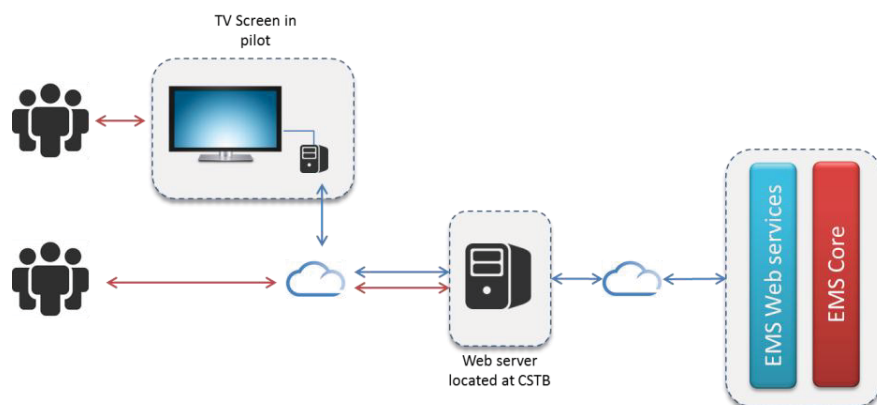 TV Screen in
pilot
EMS Web services
EMS Core
Web server
located at CSTB